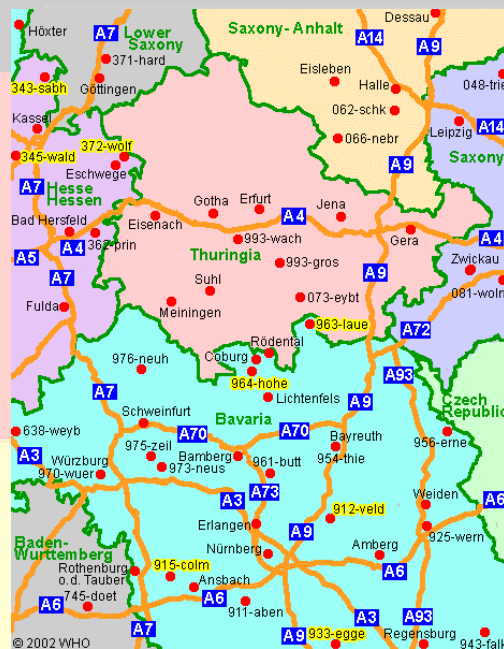 Höxter
A7
Lower
Saxony
371-hard
343-sabh
Göttingen
Kassel
345-wald
372-wolf
Eschwege
A7
Hesse
Hessen
Bad Hersfeld
362-prin
A4
A5
A7
Fulda
Saxony-Anhalt
Dessau
A14
A9
Eisleben
Halle
048-trie
062-schk
066-nebr
Leipzig
A14
Saxony
A9
Gotha
Erfurt
Jena
Eisenach
A4
993-wach
Gera
A4
Thuringia
993-gros
Zwickau
Suhl
A9
073-eybt
081-woln
Meiningen
963-laue
A72
Rödental
976-neuh
Coburg
964-hohe
A93
A7
Lichtenfels
A9
Czech
Republic
Schweinfurt
Bavaria
638-weyb
A70
A70
Bayreuth
956-erne
A3
975-zeil
Bamberg
954-thie
Würzburg
973-neus
961-butt
970-wuer
A3
A73
Weiden
A6
912-veld
Erlangen
A9
925-wern
Baden-
Wurttemberg
Nürnberg
Amberg
915-colm
Rothenburg
o.d. Tauber
A6
Ansbach
745-doet
A6
A6
911-aben
A7
A3
A93
© 2002 WHO
A9
933-egge
Regensburg
943-falk